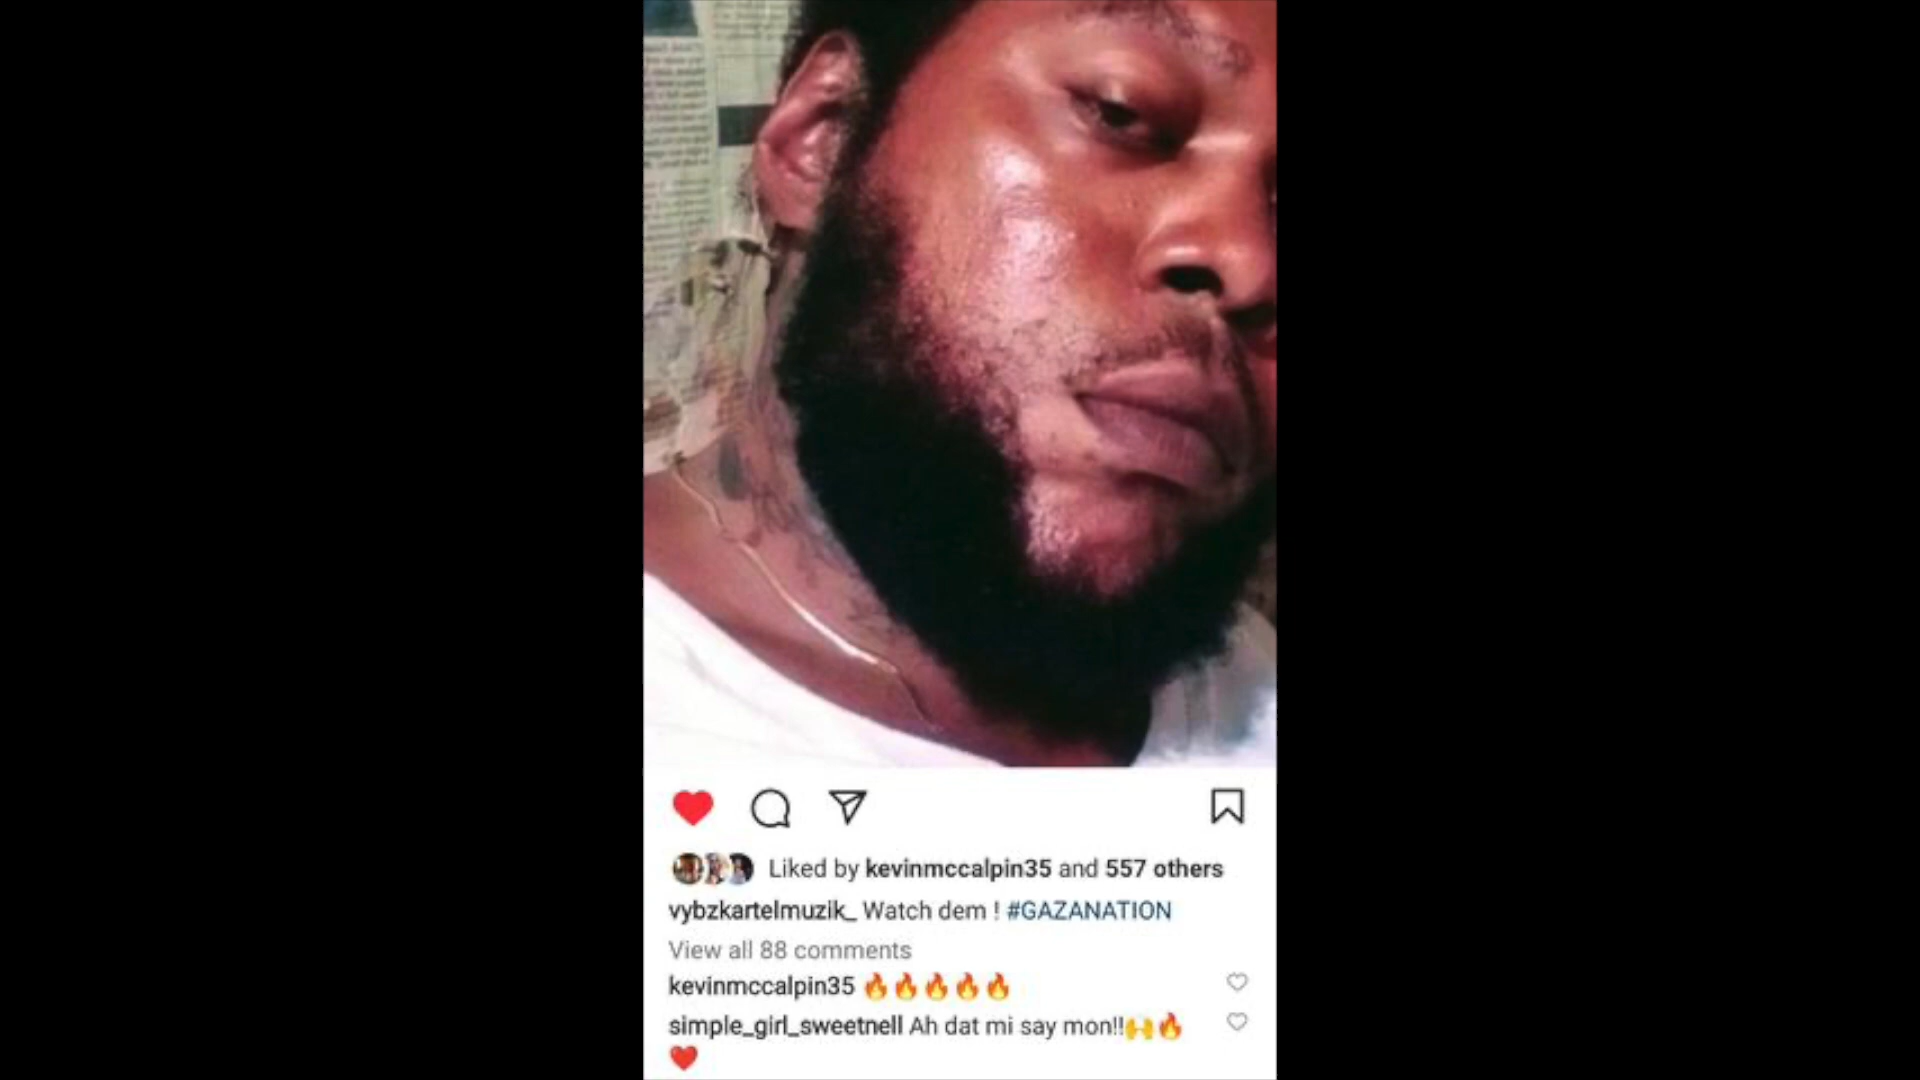 Liked by kevinmccalpin35 and 557 others
vybzkartelmuzik_ Watch dem ! #GAZANATION
View all 88 comments
kevinmccalpin35 🔥🔥🔥🔥🔥
simple_girl_sweetnell Ah dat mi say mon!!🙌🔥
❤️